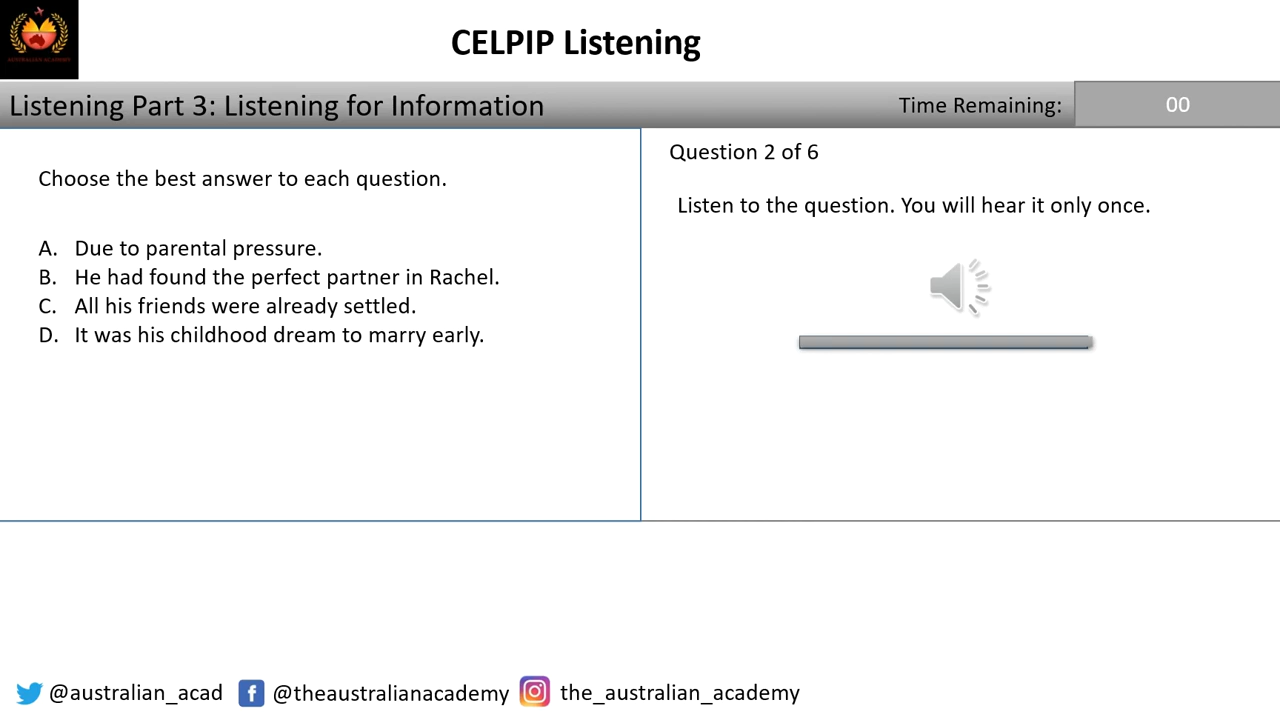 CELPIP Listening
Listening Part 3: Listening for Information
Time Remaining:
00
Choose the best answer to each question.
A. Due to parental pressure.
B. He had found the perfect partner in Rachel.
C. All his friends were already settled.
D. It was his childhood dream to marry early.
Question 2 of 6
Listen to the question. You will hear it only once.
@australian_acad
@theaustralianacademy
the_australian_academy